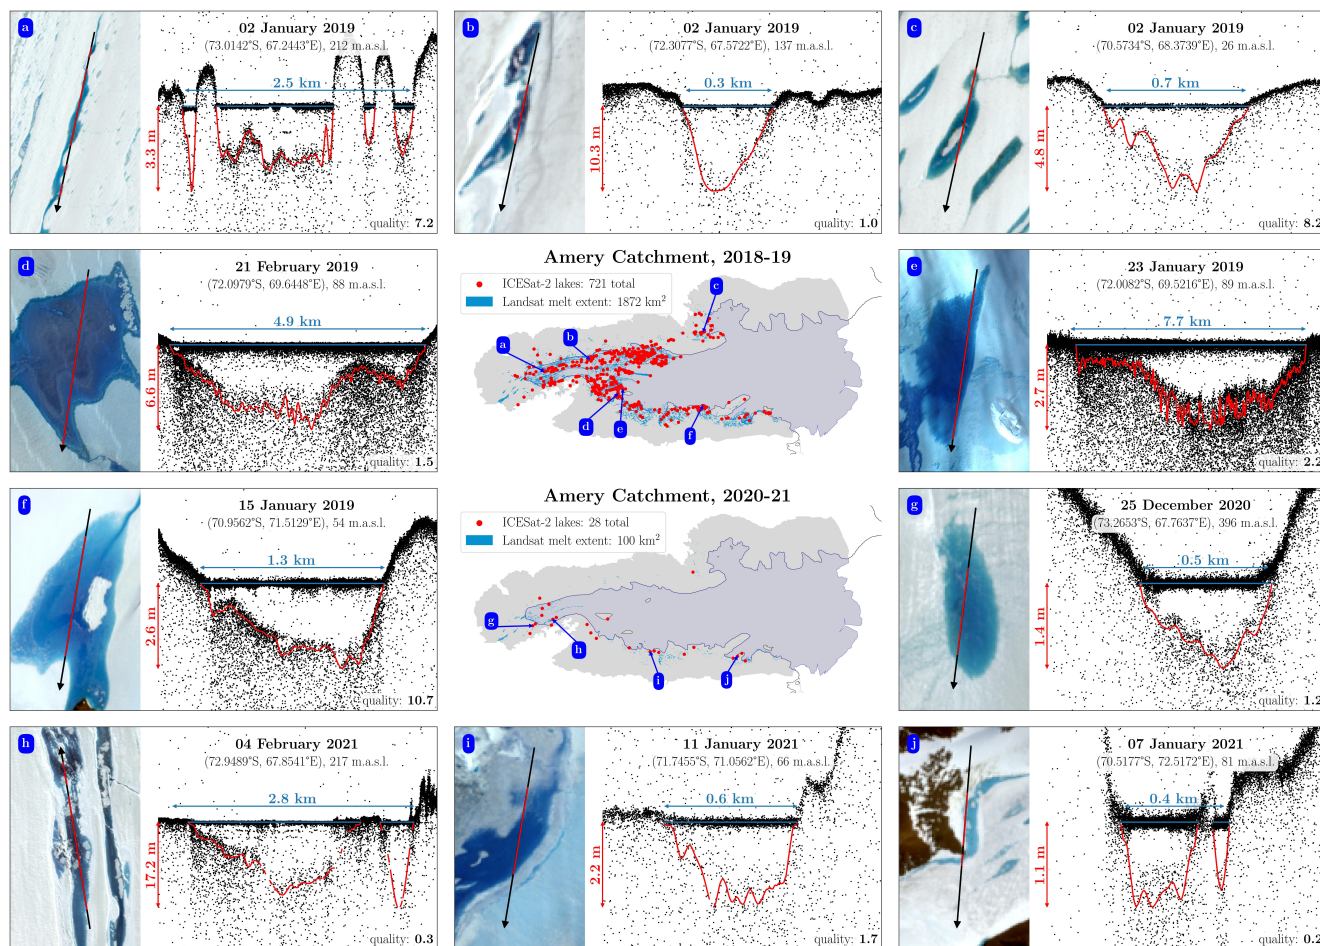 a
02 January 2019
(73.0142°S, 67.2443°E), 212 m.a.s.l.
2.5 km
3.3 m
quality: 7.2
b
02 January 2019
(72.3077°S, 67.5722°E), 137 m.a.s.l.
0.3 km
10.3 m
quality: 1.0
c
02 January 2019
(70.5734°S, 68.3739°E), 26 m.a.s.l.
0.7 km
4.8 m
quality: 8.2
d
21 February 2019
(72.0979°S, 69.6448°E), 88 m.a.s.l.
4.9 km
6.6 m
quality: 1.5
Amery Catchment, 2018-19
ICESat-2 lakes: 721 total
Landsat melt extent: 1872 km²
c
b
a
d
e
f
e
23 January 2019
(72.0082°S, 69.5216°E), 89 m.a.s.l.
7.7 km
2.7 m
quality: 2.2
f
15 January 2019
(70.9562°S, 71.5129°E), 54 m.a.s.l.
1.3 km
2.6 m
quality: 10.7
Amery Catchment, 2020-21
ICESat-2 lakes: 28 total
Landsat melt extent: 100 km²
g
h
i
j
g
25 December 2020
(73.2653°S, 67.7637°E), 396 m.a.s.l.
0.5 km
1.4 m
quality: 1.2
h
04 February 2021
(72.9489°S, 67.8541°E), 217 m.a.s.l.
2.8 km
17.2 m
quality: 0.3
i
11 January 2021
(71.7455°S, 71.0562°E), 66 m.a.s.l.
0.6 km
2.2 m
quality: 1.7
j
07 January 2021
(70.5177°S, 72.5172°E), 81 m.a.s.l.
0.4 km
1.1 m
quality: 0.2